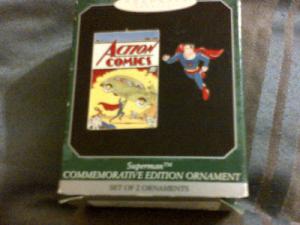 ACTION
COMICS
Superman™
COMMEMORATIVE EDITION ORNAMENT
SET OF 2 ORNAMENTS